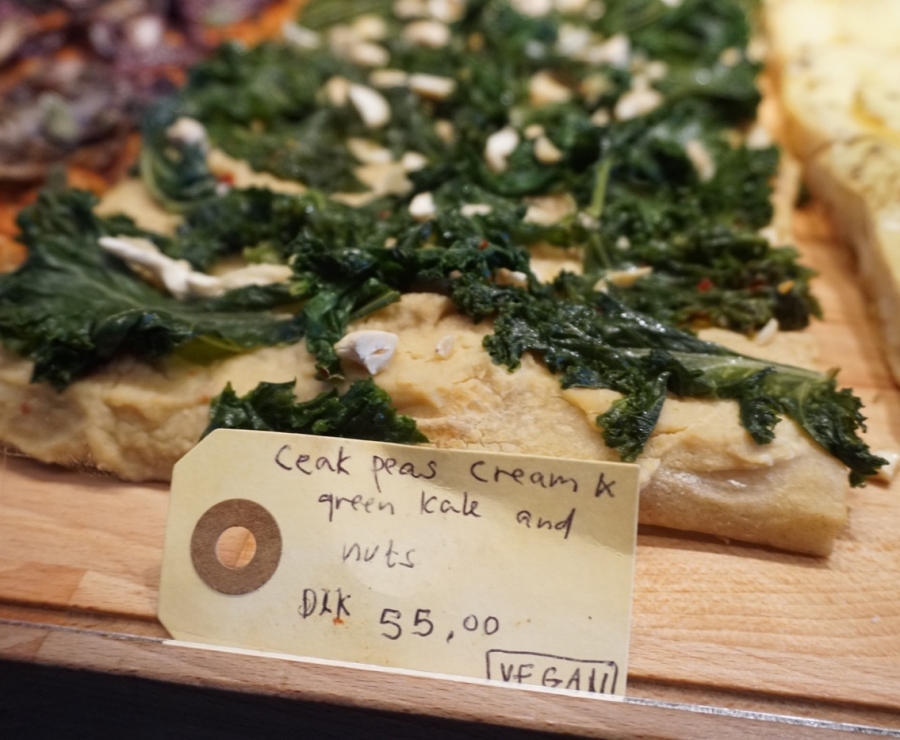 Ceak peas cream &
green kale and
nuts
DKK 55,00
VEGAN